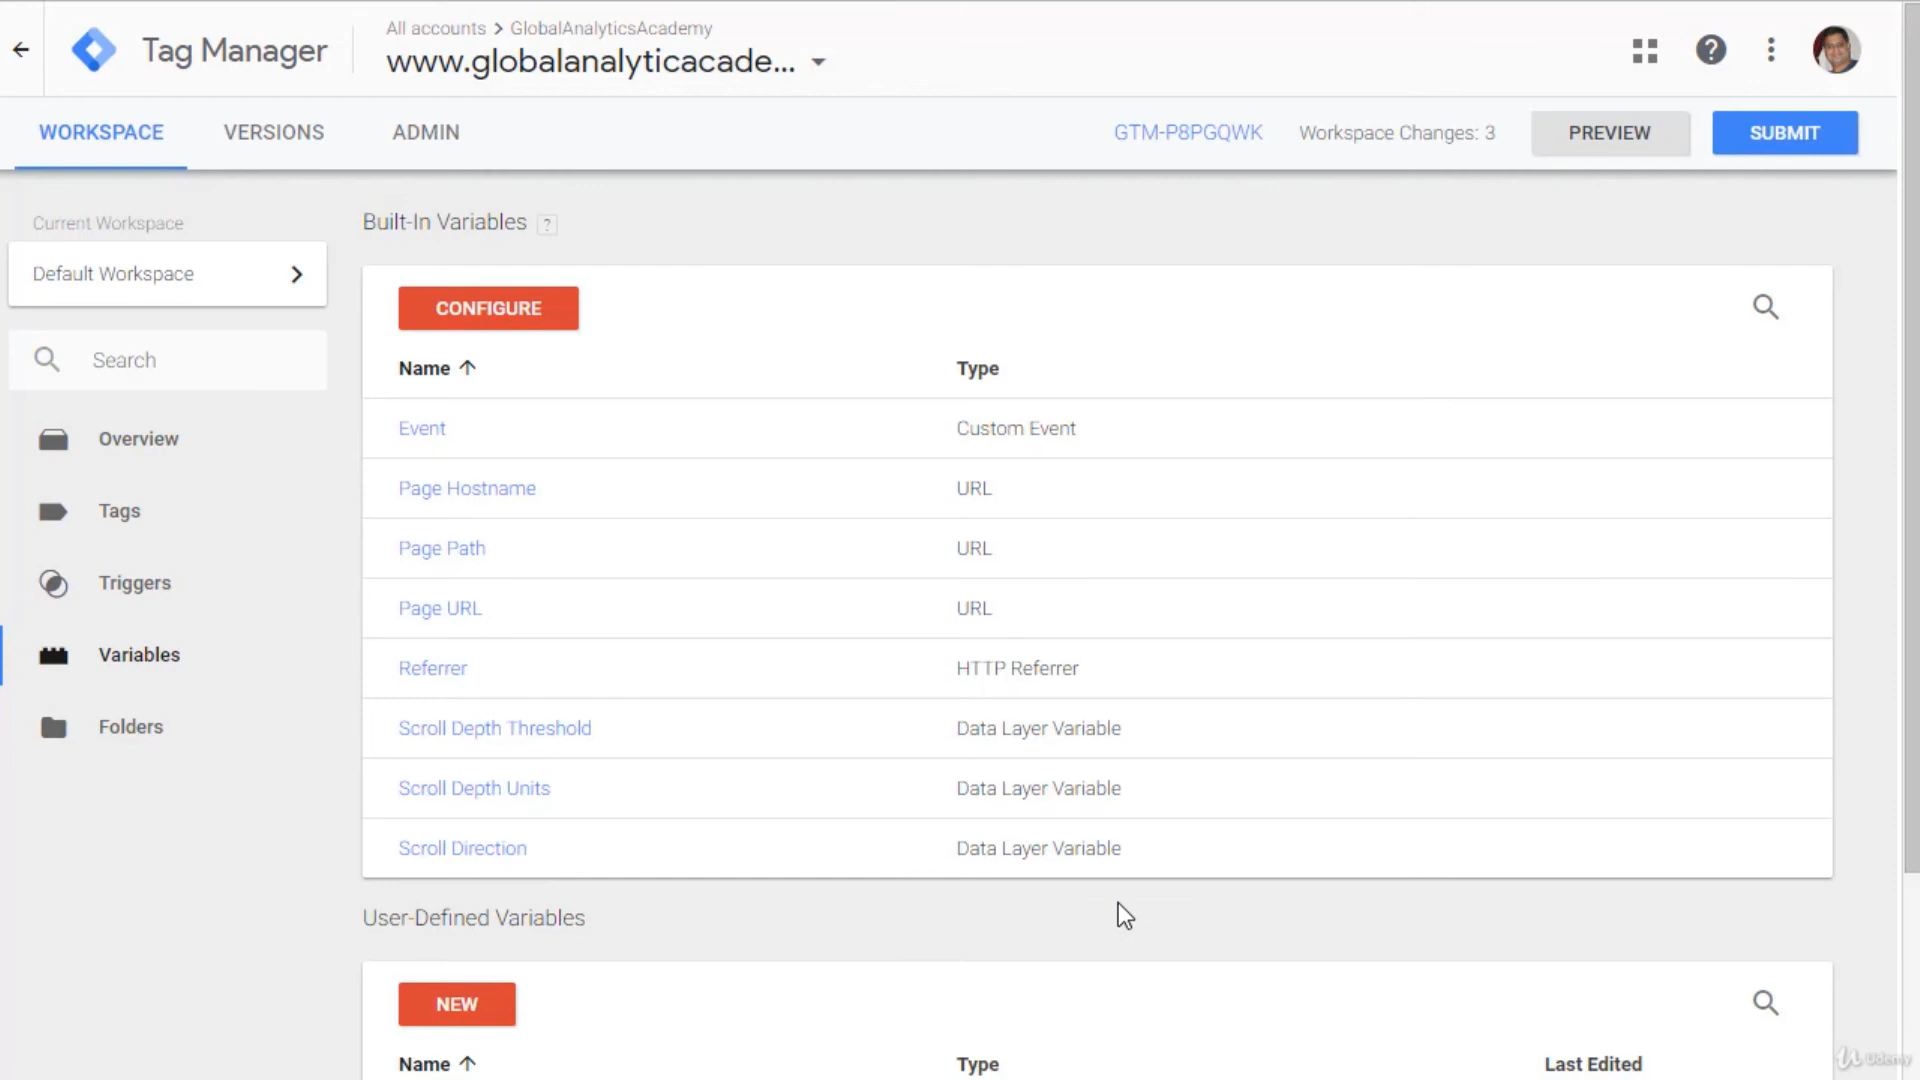 Tag Manager
All accounts > GlobalAnalyticsAcademy
www.globalanalyticacade...
WORKSPACE VERSIONS ADMIN GTM-P8PGQWK Workspace Changes: 3 PREVIEW SUBMIT
Current Workspace
Default Workspace
Search
Overview
Tags
Triggers
Variables
Folders
Built-In Variables ?
CONFIGURE
Name Type
Event Custom Event
Page Hostname URL
Page Path URL
Page URL URL
Referrer HTTP Referrer
Scroll Depth Threshold Data Layer Variable
Scroll Depth Units Data Layer Variable
Scroll Direction Data Layer Variable
User-Defined Variables
NEW
Name Type Last Edited
Udemy